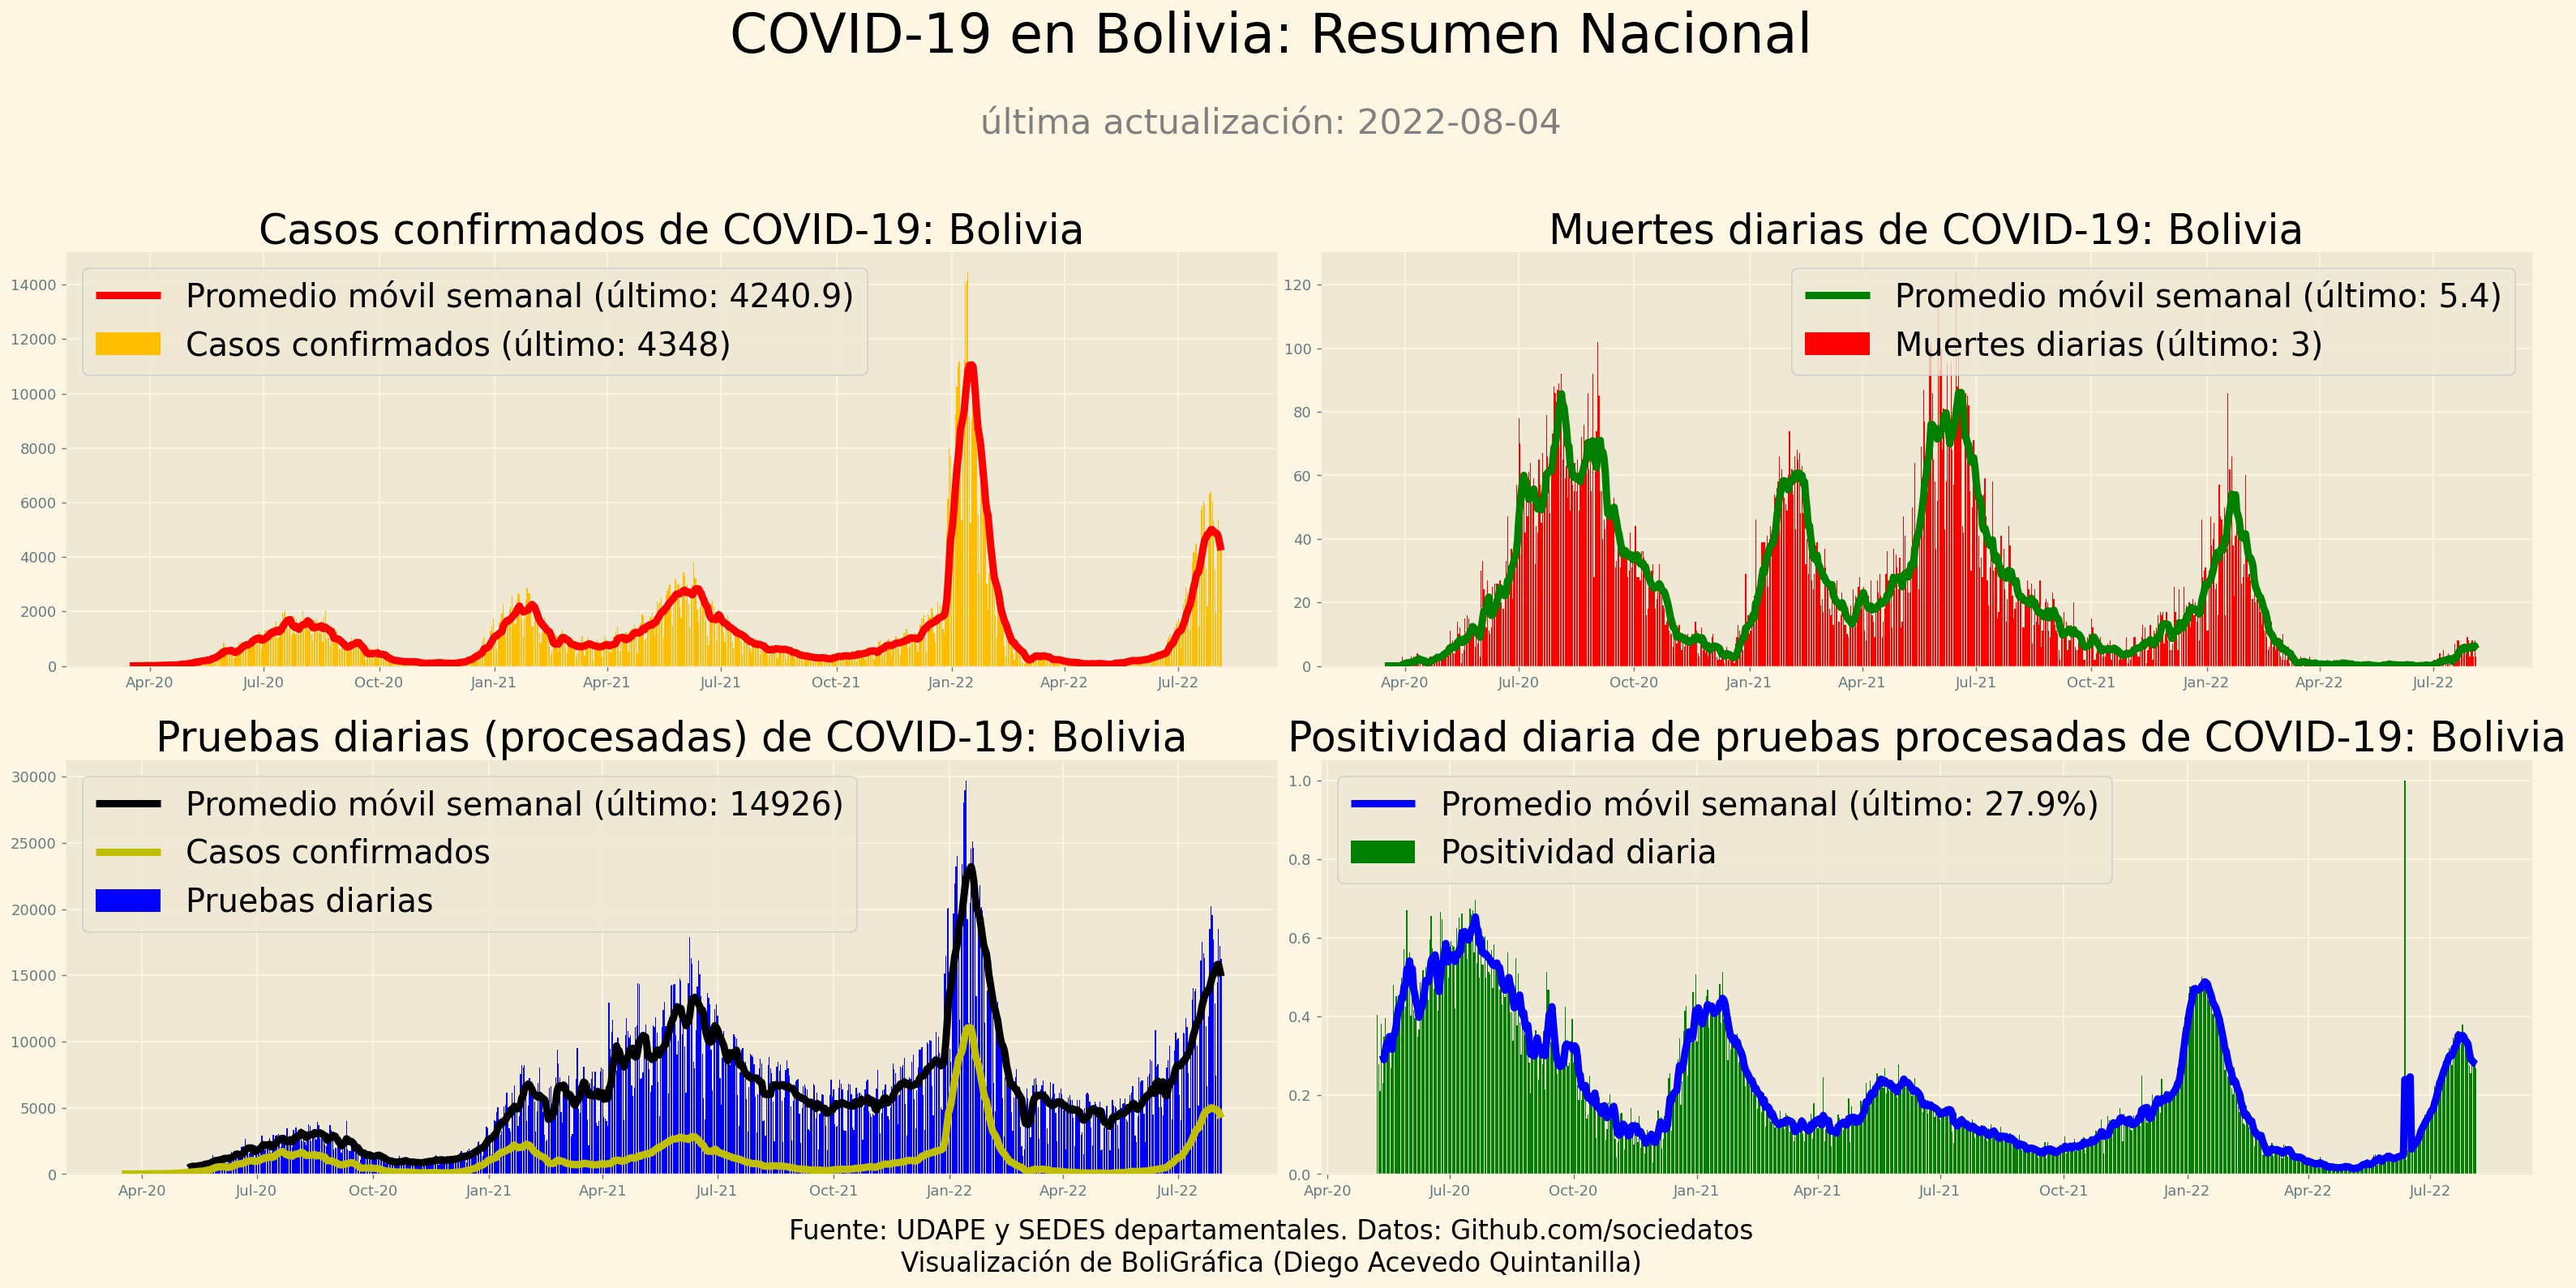 COVID-19 en Bolivia: Resumen Nacional
última actualización: 2022-08-04
Casos confirmados de COVID-19: Bolivia
Promedio móvil semanal (último: 4240.9)
Casos confirmados (último: 4348)
14000
12000
10000
8000
6000
4000
2000
0
Apr-20 Jul-20 Oct-20 Jan-21 Apr-21 Jul-21 Oct-21 Jan-22 Apr-22 Jul-22
Muertes diarias de COVID-19: Bolivia
Promedio móvil semanal (último: 5.4)
Muertes diarias (último: 3)
120
100
80
60
40
20
0
Apr-20 Jul-20 Oct-20 Jan-21 Apr-21 Jul-21 Oct-21 Jan-22 Apr-22 Jul-22
Pruebas diarias (procesadas) de COVID-19: Bolivia
Promedio móvil semanal (último: 14926)
Casos confirmados
Pruebas diarias
30000
25000
20000
15000
10000
5000
0
Apr-20 Jul-20 Oct-20 Jan-21 Apr-21 Jul-21 Oct-21 Jan-22 Apr-22 Jul-22
Positividad diaria de pruebas procesadas de COVID-19: Bolivia
Promedio móvil semanal (último: 27.9%)
Positividad diaria
1.0
0.8
0.6
0.4
0.2
0.0
Apr-20 Jul-20 Oct-20 Jan-21 Apr-21 Jul-21 Oct-21 Jan-22 Apr-22 Jul-22
Fuente: UDAPE y SEDES departamentales. Datos: Github.com/sociedatos
Visualización de BoliGráfica (Diego Acevedo Quintanilla)